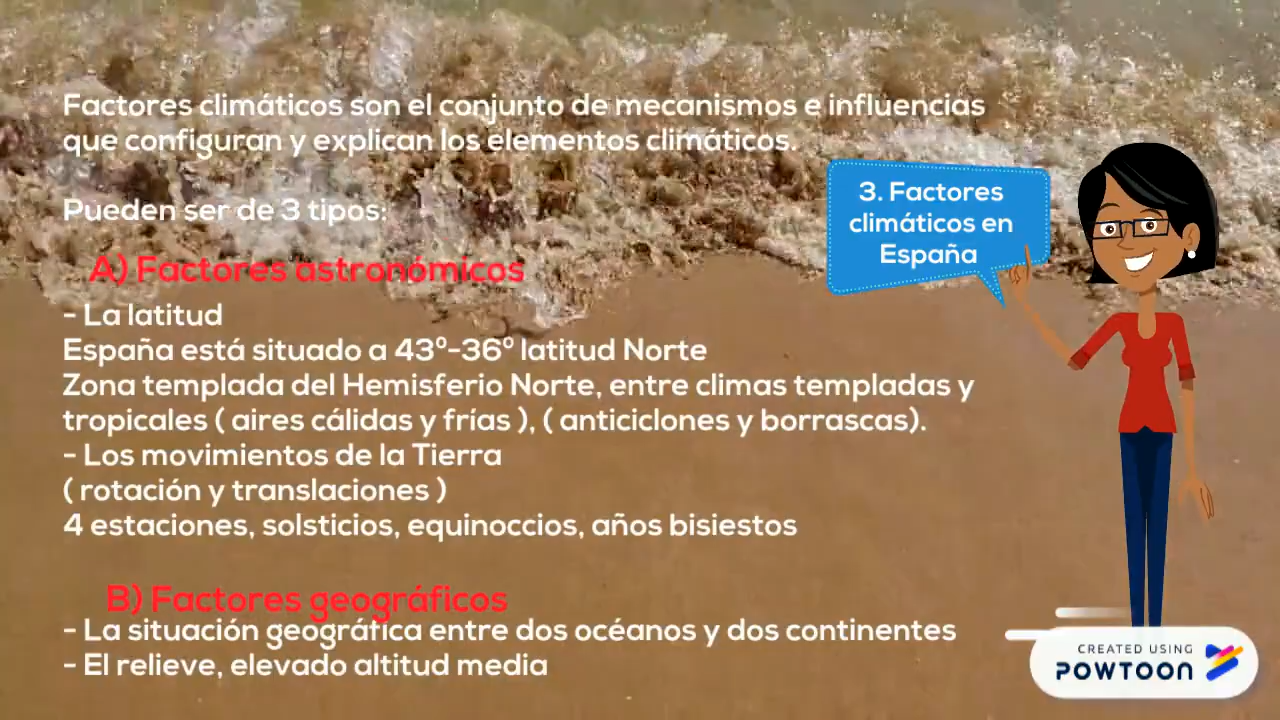 Factores climáticos son el conjunto de mecanismos e influencias
que configuran y explican los elementos climáticos.
Pueden ser de 3 tipos:
3. Factores
climáticos en
España
A) Factores astronómicos
- La latitud
España está situado a 43º-36º latitud Norte
Zona templada del Hemisferio Norte, entre climas templadas y
tropicales ( aires cálidas y frías ), ( anticiclones y borrascas).
- Los movimientos de la Tierra
( rotación y translaciones )
4 estaciones, solsticios, equinoccios, años bisiestos
B) Factores geográficos
- La situación geográfica entre dos océanos y dos continentes
- El relieve, elevado altitud media
CREATED USING
POWTOON